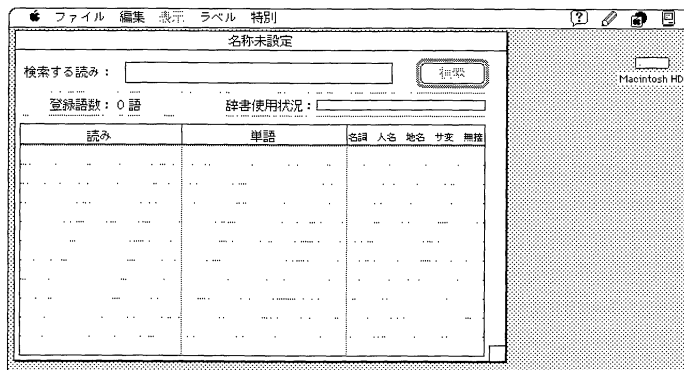 ファイル 編集 表示 ラベル 特別
名称未設定
検索する読み： 検索
Macintosh HD
登録語数：0語 辞書使用状況：
読み 単語 名詞 人名 地名 サ変 無接